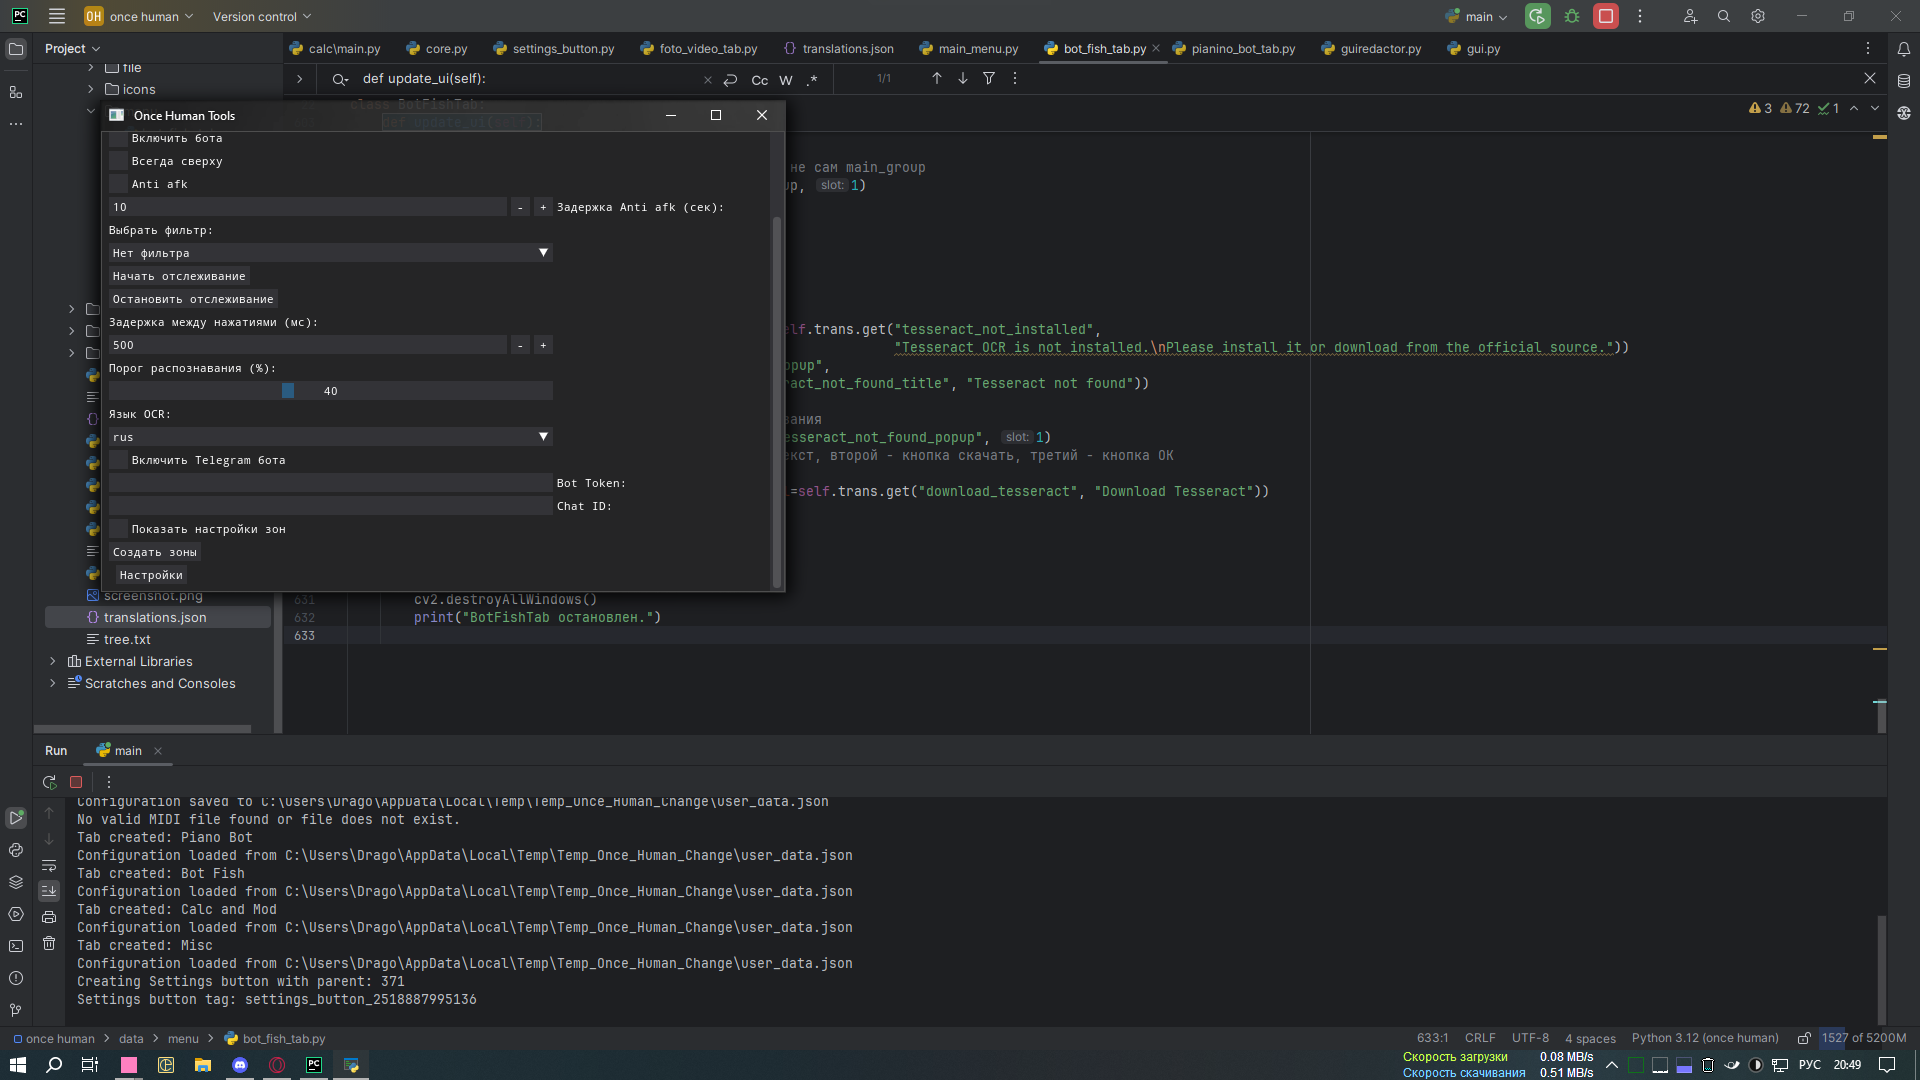 PC
OH once human
Version control
main
Project
calc\main.py
core.py
settings_button.py
foto_video_tab.py
translations.json
main_menu.py
bot_fish_tab.py
pianino_bot_tab.py
guiredactor.py
gui.py
file
icons
def update_ui(self):
Cc W .*
1/1
class BotFishTab:
def update_ui(self):
3 72 1
Once Human Tools
Включить бота
Всегда сверху
Anti afk
10 - + Задержка Anti afk (сек):
Выбрать фильтр:
Нет фильтра
Начать отслеживание
Остановить отслеживание
Задержка между нажатиями (мс):
500 - +
Порог распознавания (%):
40
Язык OCR:
rus
Включить Telegram бота
Bot Token:
Chat ID:
Показать настройки зон
Создать зоны
Настройки
не сам main_group
up, slot: 1)
elf.trans.get("tesseract_not_installed",
"Tesseract OCR is not installed.\nPlease install it or download from the official source."))
opup",
ract_not_found_title", "Tesseract not found"))
вания
esseract_not_found_popup", slot: 1)
екст, второй - кнопка скачать, третий - кнопка ОК
=self.trans.get("download_tesseract", "Download Tesseract"))
631 cv2.destroyAllWindows()
632 print("BotFishTab остановлен.")
633
screenshot.png
translations.json
tree.txt
External Libraries
Scratches and Consoles
Run
main
Configuration saved to C:\Users\Drago\AppData\Local\Temp\Temp_Once_Human_Change\user_data.json
No valid MIDI file found or file does not exist.
Tab created: Piano Bot
Configuration loaded from C:\Users\Drago\AppData\Local\Temp\Temp_Once_Human_Change\user_data.json
Tab created: Bot Fish
Configuration loaded from C:\Users\Drago\AppData\Local\Temp\Temp_Once_Human_Change\user_data.json
Tab created: Calc and Mod
Configuration loaded from C:\Users\Drago\AppData\Local\Temp\Temp_Once_Human_Change\user_data.json
Tab created: Misc
Configuration loaded from C:\Users\Drago\AppData\Local\Temp\Temp_Once_Human_Change\user_data.json
Creating Settings button with parent: 371
Settings button tag: settings_button_2518887995136
once human > data > menu > bot_fish_tab.py
633:1 CRLF UTF-8 4 spaces Python 3.12 (once human) 1527 of 5200M
Скорость загрузки 0.08 MB/s
Скорость скачивания 0.51 MB/s
РУС 20:49